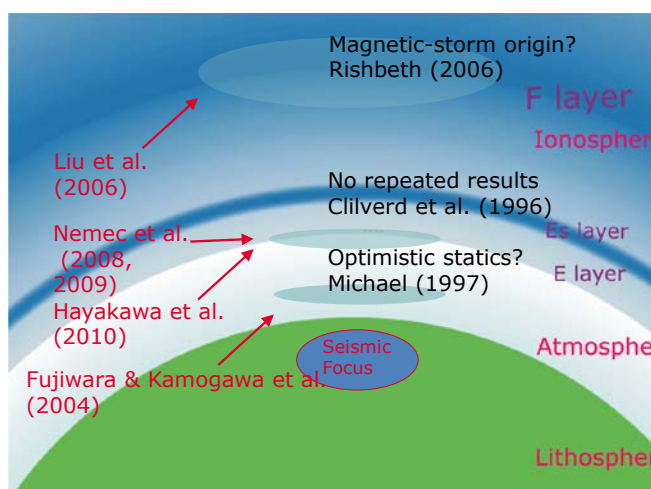 Magnetic-storm origin?
Rishbeth (2006)
F layer
Ionospher
Liu et al.
(2006)
No repeated results
Clilverd et al. (1996)
Es layer
Nemec et al.
(2008,
2009)
Optimistic statics?
Michael (1997)
E layer
Hayakawa et al.
(2010)
Seismic
Focus
Atmosphe
Fujiwara & Kamogawa et al.
(2004)
Lithospher